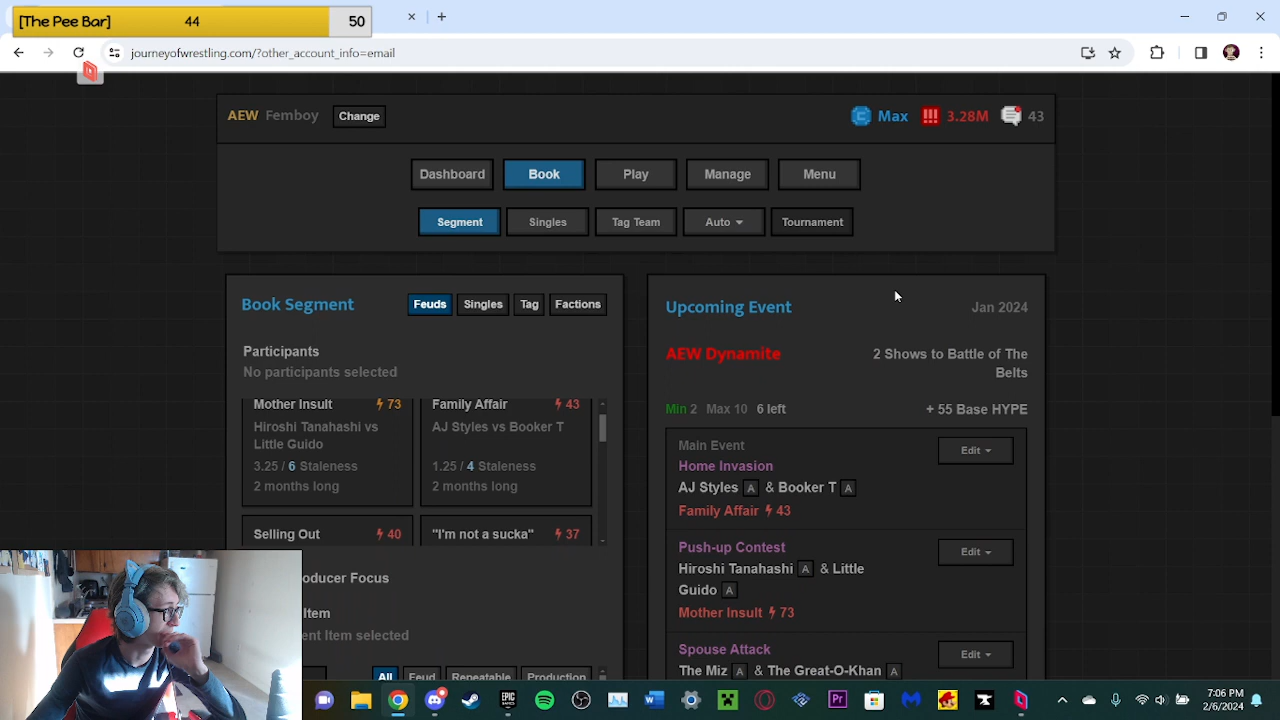 [The Pee Bar] 44 50
journeyofwrestling.com/?other_account_info=email
AEW Femboy Change Max 3.28M 43
Dashboard Book Play Manage Menu
Segment Singles Tag Team Auto Tournament
Book Segment Feuds Singles Tag Factions
Participants
No participants selected
Mother Insult 73
Hiroshi Tanahashi vs
Little Guido
3.25 / 6 Staleness
2 months long
Family Affair 43
AJ Styles vs Booker T
1.25 / 4 Staleness
2 months long
Selling Out 40
"I'm not a sucka" 37
oducer Focus
Item
ent Item selected
All Feud Repeatable Production
Upcoming Event Jan 2024
AEW Dynamite 2 Shows to Battle of The
Belts
Min 2 Max 10 6 left + 55 Base HYPE
Main Event Edit
Home Invasion
AJ Styles A & Booker T A
Family Affair 43
Push-up Contest Edit
Hiroshi Tanahashi A & Little
Guido A
Mother Insult 73
Spouse Attack Edit
The Miz A & The Great-O-Khan A
7:06 PM
2/6/2024